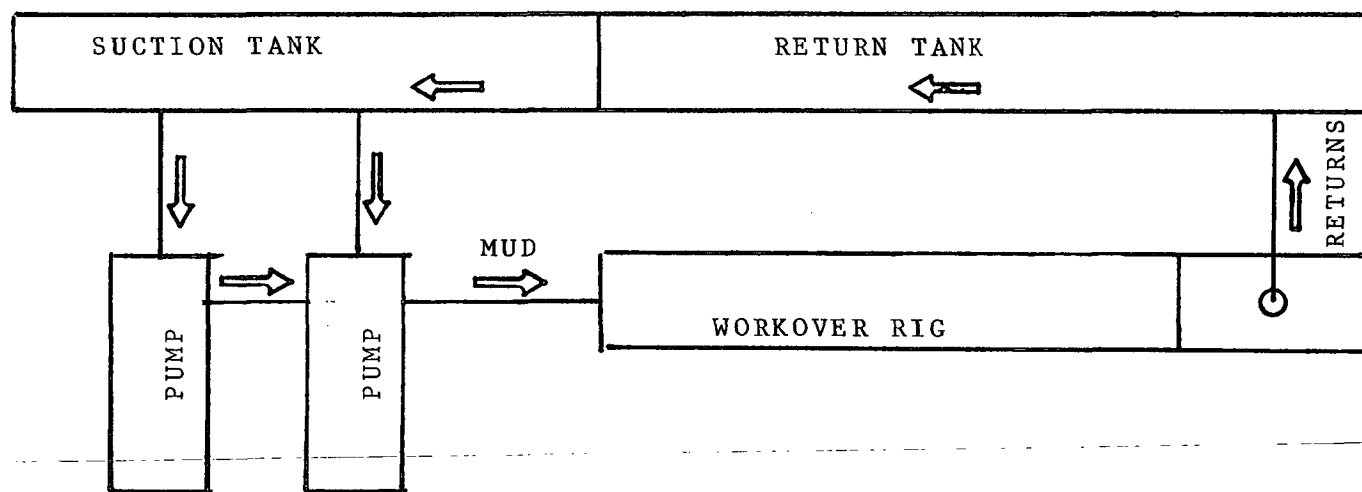 SUCTION TANK
RETURN TANK
RETURNS
MUD
WORKOVER RIG
PUMP
PUMP